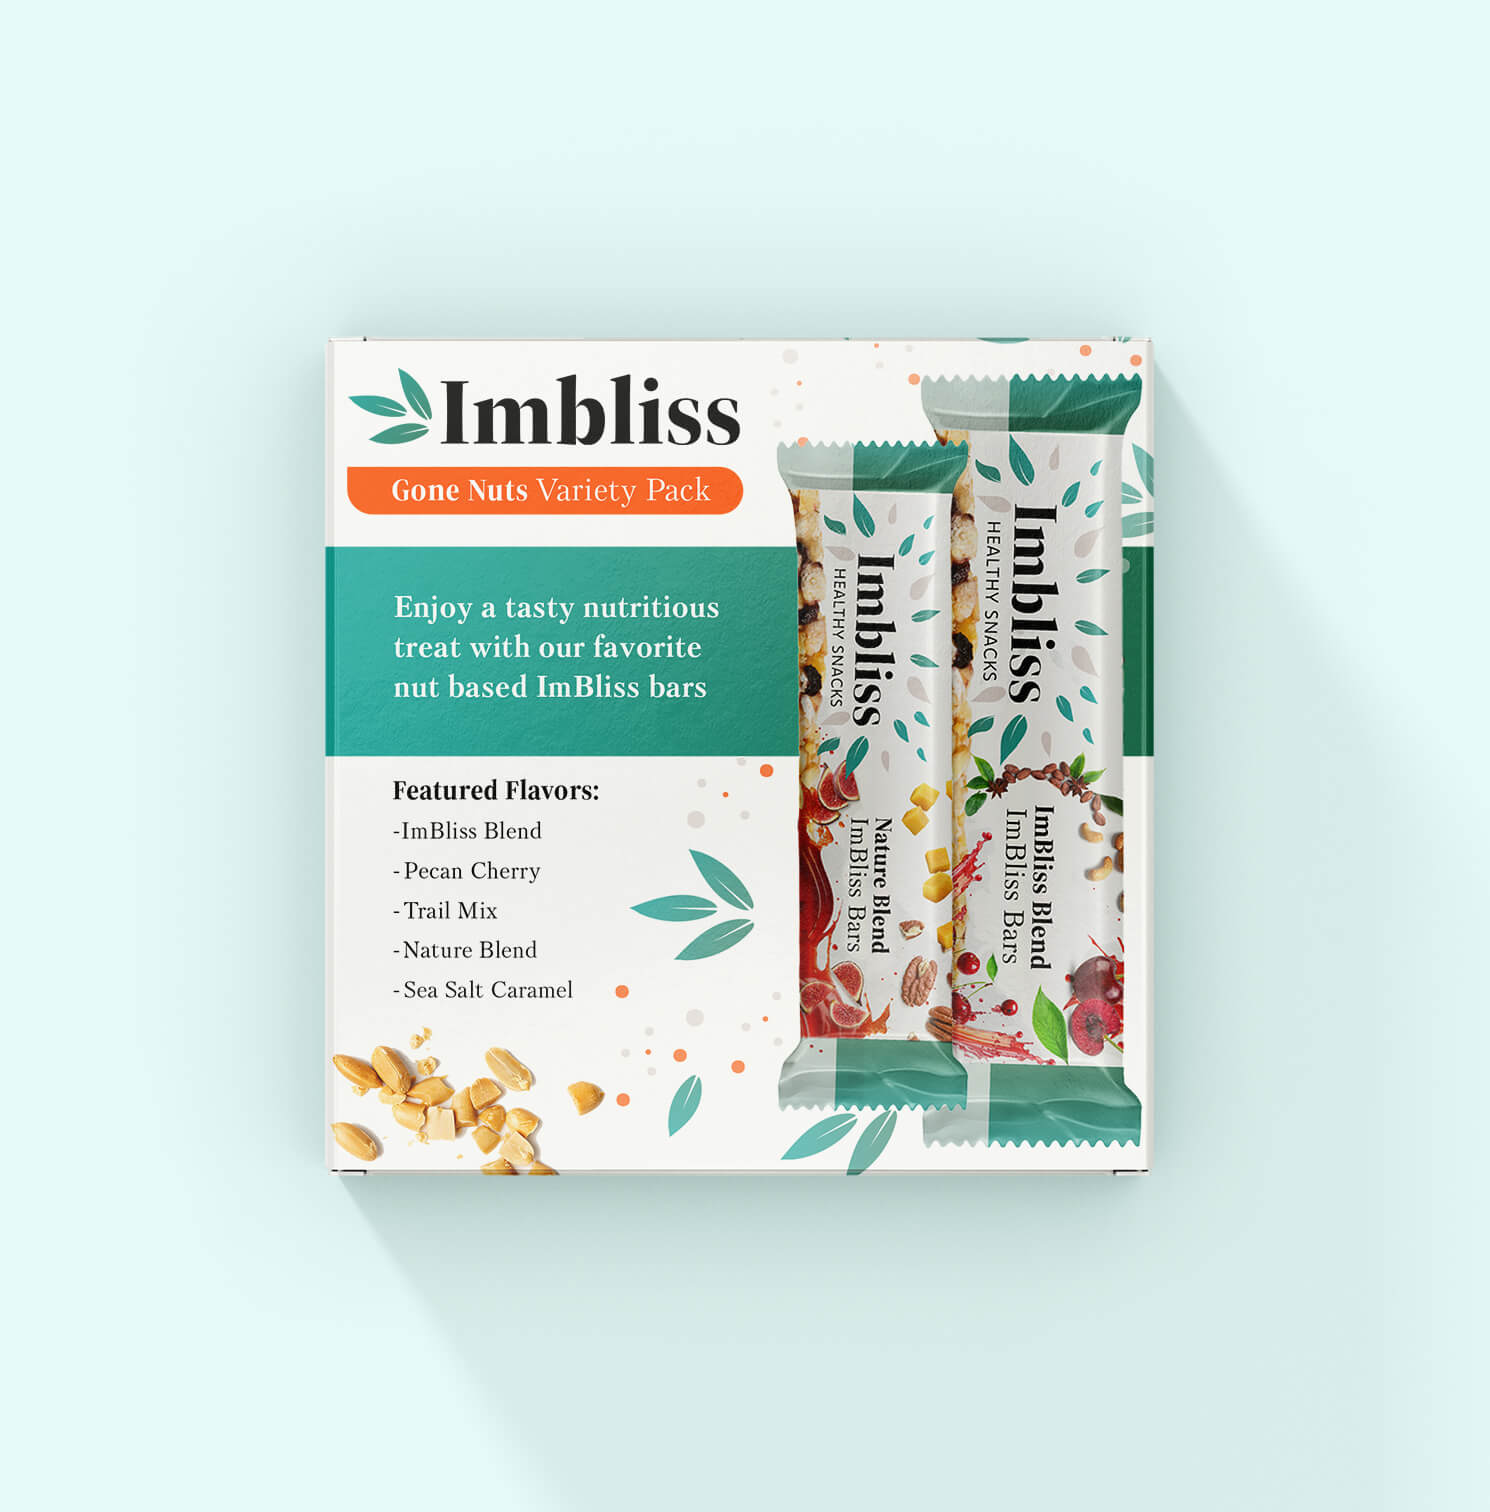 Imbliss
Gone Nuts Variety Pack
Enjoy a tasty nutritious
treat with our favorite
nut based ImBliss bars
Featured Flavors:
-ImBliss Blend
-Pecan Cherry
-Trail Mix
-Nature Blend
-Sea Salt Caramel
Imbliss
HEALTHY SNACKS
Nature Blend
ImBliss Bars
Imbliss
HEALTHY SNACKS
ImBliss Blend
ImBliss Bars